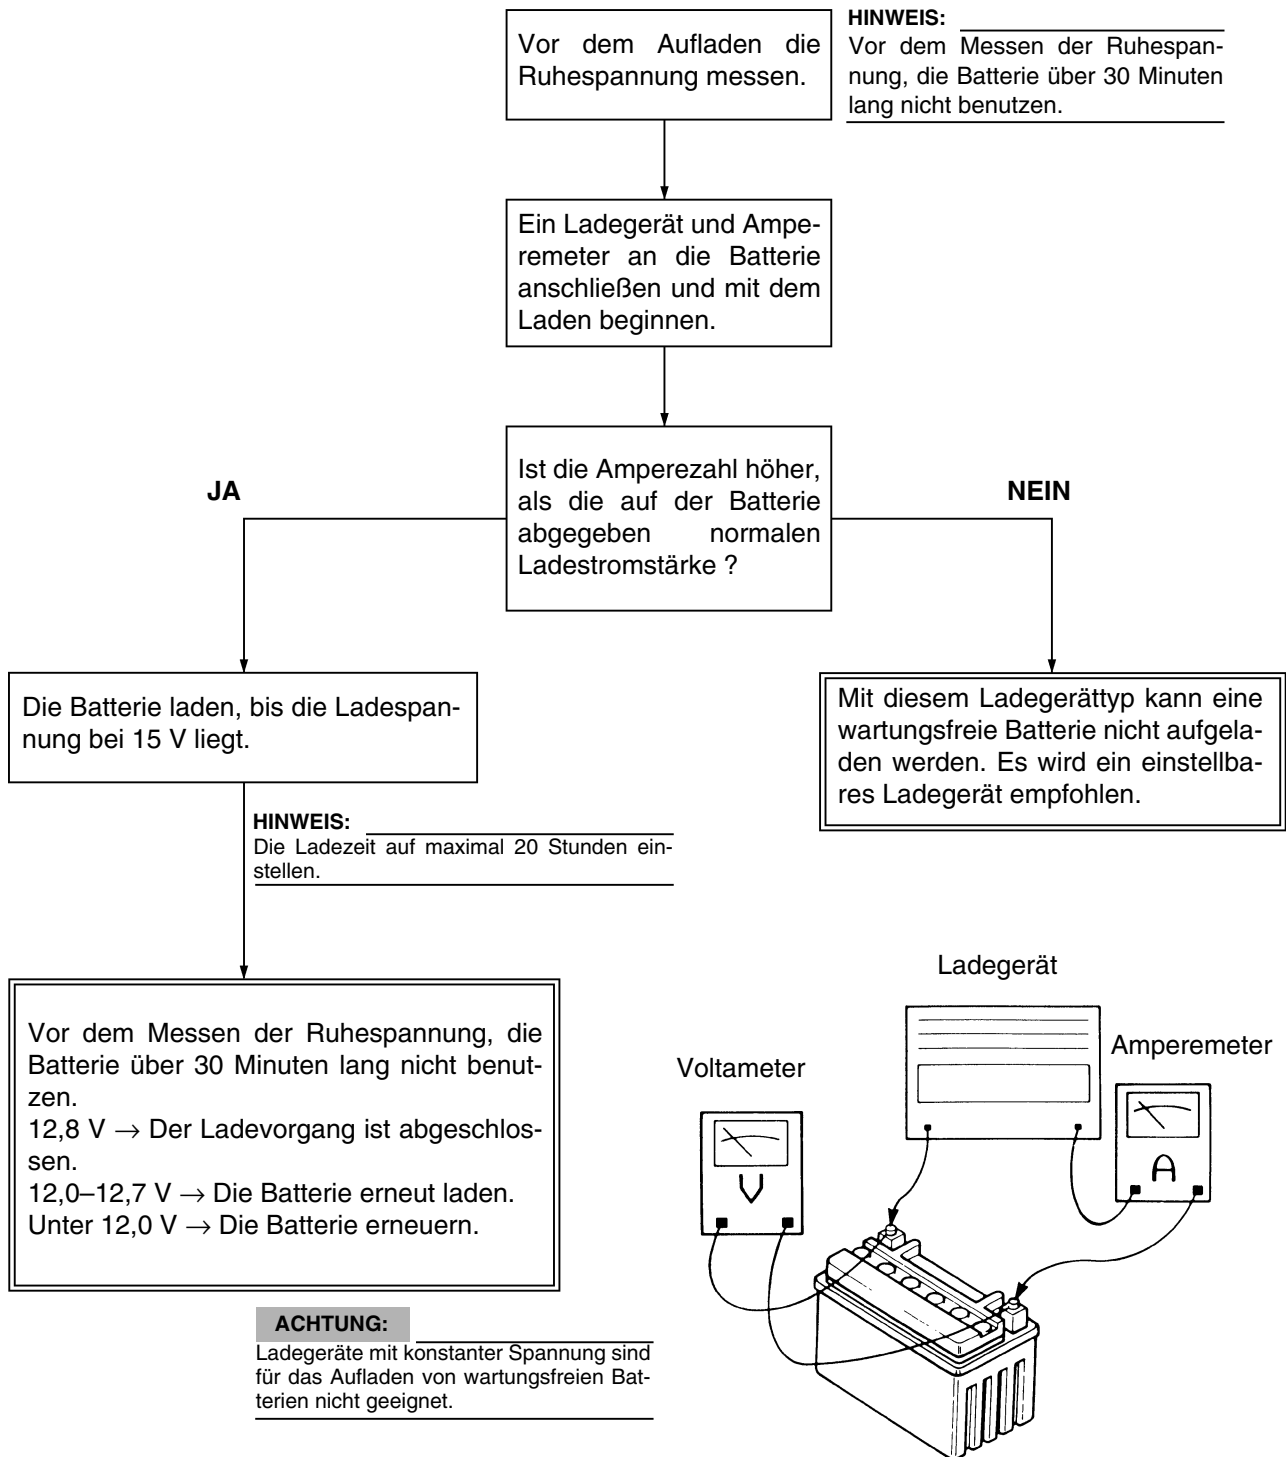 Vor dem Aufladen die
Ruhespannung messen.
HINWEIS:
Vor dem Messen der Ruhespan-
nung, die Batterie über 30 Minuten
lang nicht benutzen.
Ein Ladegerät und Ampe-
remeter an die Batterie
anschließen und mit dem
Laden beginnen.
Ist die Amperezahl höher,
als die auf der Batterie
abgegeben normalen
Ladestromstärke ?
JA
NEIN
Die Batterie laden, bis die Ladespan-
nung bei 15 V liegt.
Mit diesem Ladegerättyp kann eine
wartungsfreie Batterie nicht aufgela-
den werden. Es wird ein einstellba-
res Ladegerät empfohlen.
HINWEIS:
Die Ladezeit auf maximal 20 Stunden ein-
stellen.
Vor dem Messen der Ruhespannung, die
Batterie über 30 Minuten lang nicht benut-
zen.
12,8 V → Der Ladevorgang ist abgeschlos-
sen.
12,0–12,7 V → Die Batterie erneut laden.
Unter 12,0 V → Die Batterie erneuern.
ACHTUNG:
Ladegeräte mit konstanter Spannung sind
für das Aufladen von wartungsfreien Bat-
terien nicht geeignet.
Ladegerät
Voltameter
Amperemeter
V
A